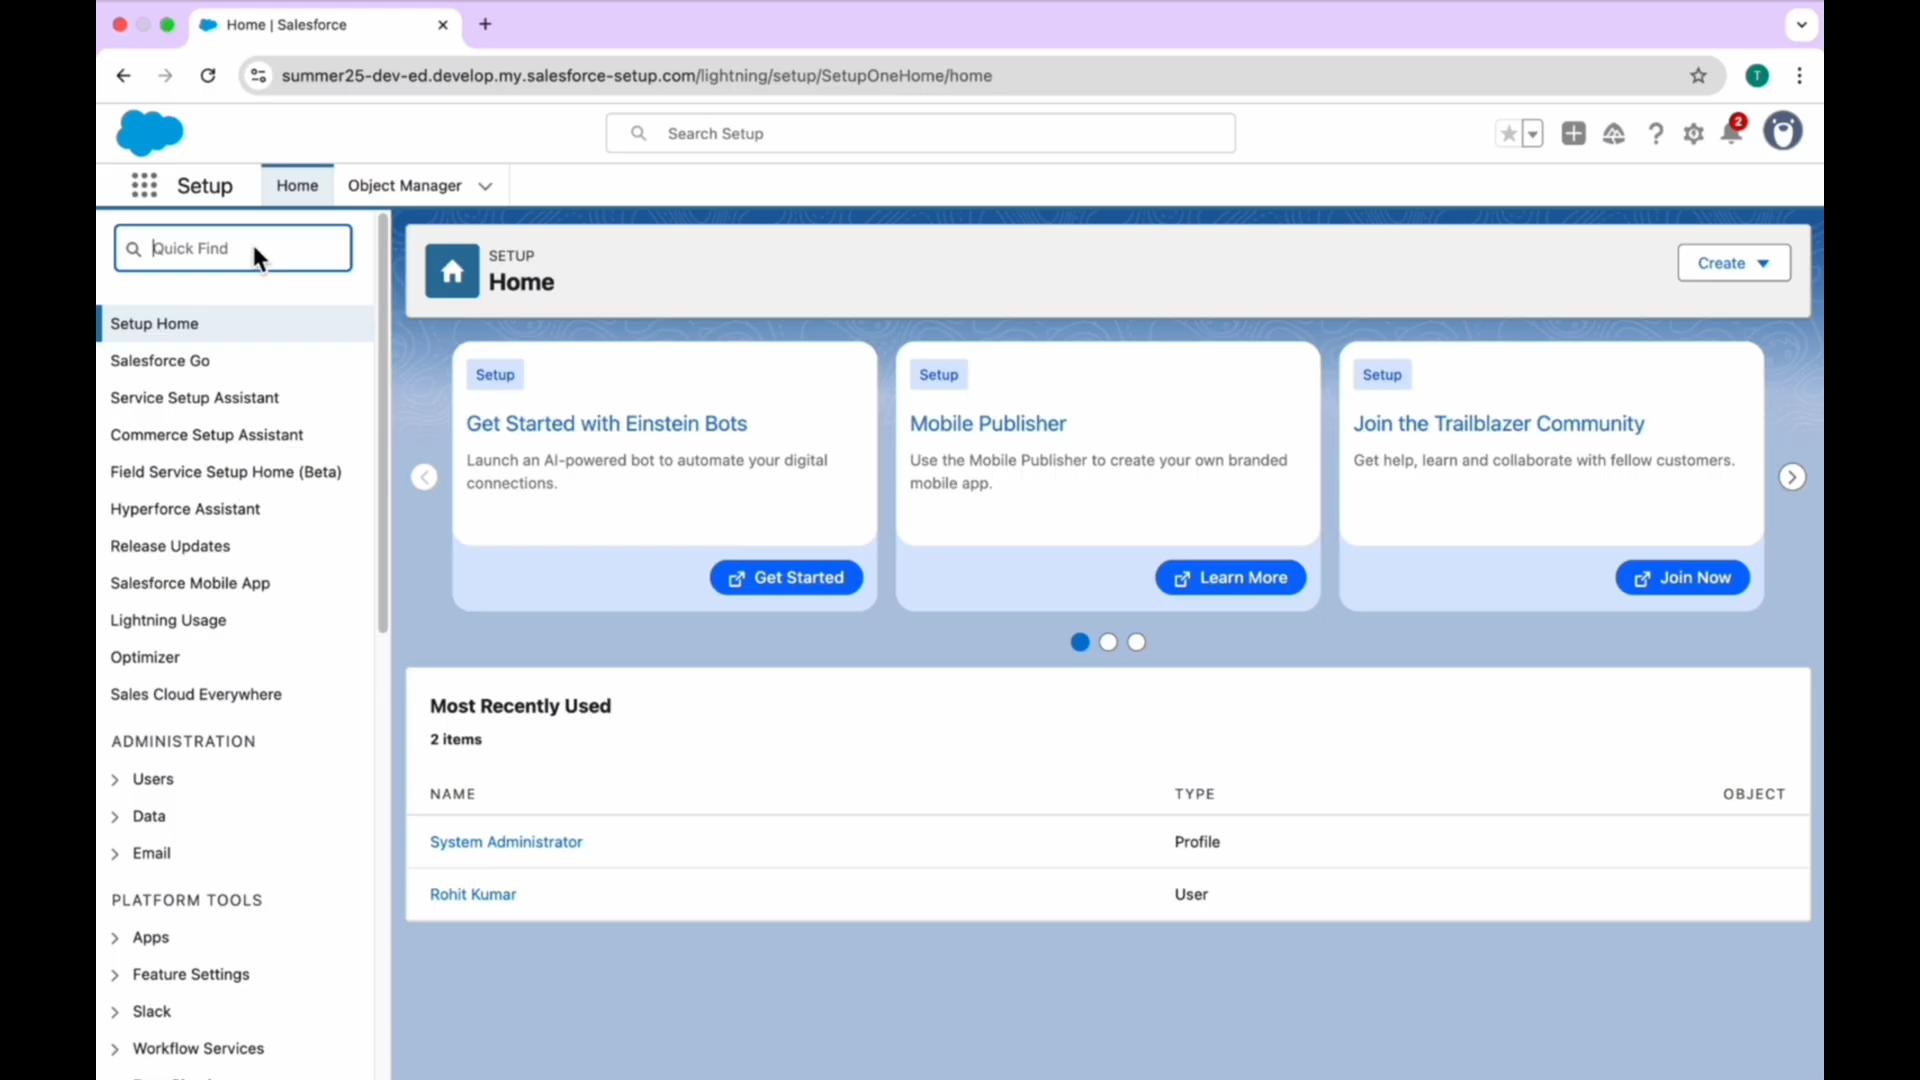 Home | Salesforce
summer25-dev-ed.develop.my.salesforce-setup.com/lightning/setup/SetupOneHome/home
T
Search Setup
2
Setup
Home
Object Manager
Quick Find
SETUP
Home
Create
Setup Home
Salesforce Go
Service Setup Assistant
Commerce Setup Assistant
Field Service Setup Home (Beta)
Hyperforce Assistant
Release Updates
Salesforce Mobile App
Lightning Usage
Optimizer
Sales Cloud Everywhere
ADMINISTRATION
Users
Data
Email
PLATFORM TOOLS
Apps
Feature Settings
Slack
Workflow Services
Setup
Get Started with Einstein Bots
Launch an AI-powered bot to automate your digital
connections.
Get Started
Setup
Mobile Publisher
Use the Mobile Publisher to create your own branded
mobile app.
Learn More
Setup
Join the Trailblazer Community
Get help, learn and collaborate with fellow customers.
Join Now
Most Recently Used
2 items
NAME TYPE OBJECT
System Administrator Profile
Rohit Kumar User